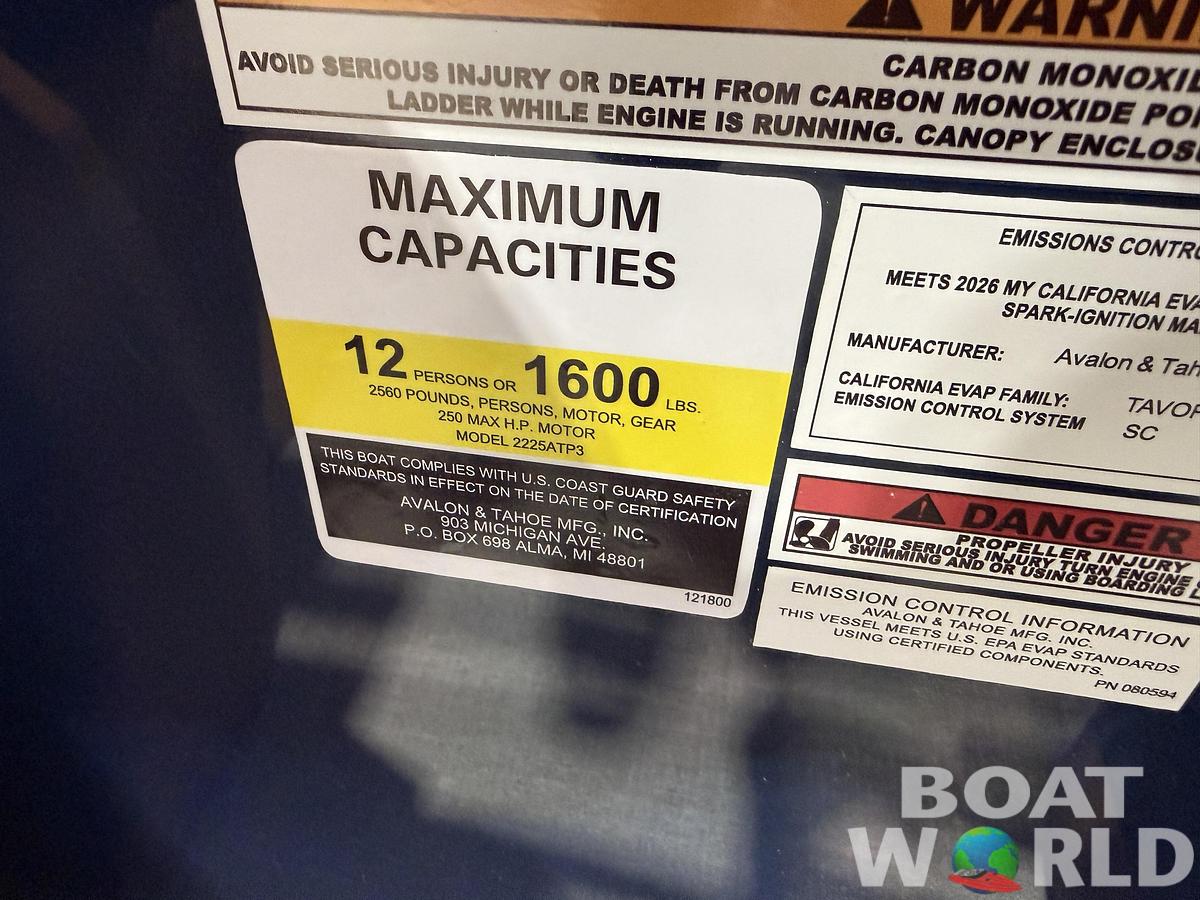 WARNI
CARBON MONOXIDE
AVOID SERIOUS INJURY OR DEATH FROM CARBON MONOXIDE POI
LADDER WHILE ENGINE IS RUNNING. CANOPY ENCLOS
MAXIMUM
CAPACITIES
12 PERSONS OR 1600 LBS.
2560 POUNDS, PERSONS, MOTOR, GEAR
250 MAX H.P. MOTOR
MODEL 2225ATP3
THIS BOAT COMPLIES WITH U.S. COAST GUARD SAFETY
STANDARDS IN EFFECT ON THE DATE OF CERTIFICATION
AVALON & TAHOE MFG., INC.
903 MICHIGAN AVE.
P.O. BOX 698 ALMA, MI 48801
121800
EMISSIONS CONTRO
MEETS 2026 MY CALIFORNIA EVA
SPARK-IGNITION MA
MANUFACTURER: Avalon & Tah
CALIFORNIA EVAP FAMILY: TAVOP
EMISSION CONTROL SYSTEM SC
DANGER
PROPELLER INJURY
AVOID SERIOUS INJURY TURN ENGINE
SWIMMING AND OR USING BOARDING L
EMISSION CONTROL INFORMATION
AVALON & TAHOE MFG. INC.
THIS VESSEL MEETS U.S. EPA EVAP STANDARDS
USING CERTIFIED COMPONENTS.
PN 080594
BOAT
WORLD